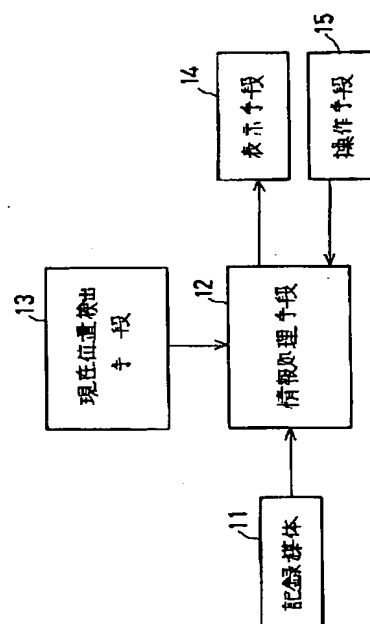 13
現在位置検出
手段
14
表示手段
12
情報処理手段
15
操作手段
11
記録媒体